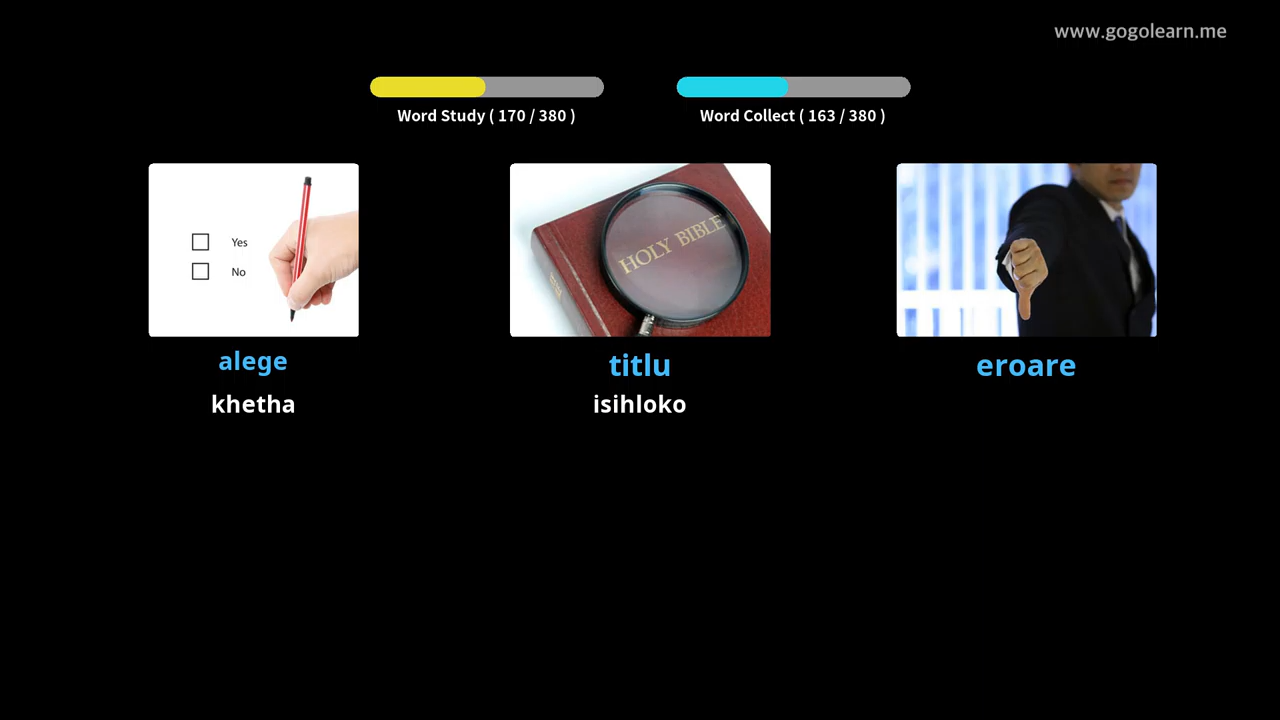 www.gogolearn.me
Word Study ( 170 / 380 )
Word Collect ( 163 / 380 )
Yes
No
HOLY BIBLE
alege
titlu
eroare
khetha
isihloko